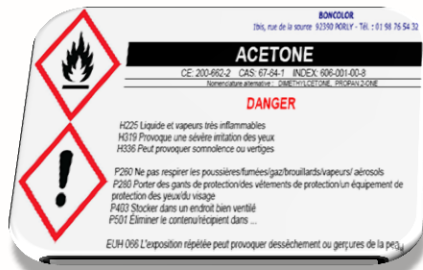 BONCOLOR
1bis, rue de la source 92390 PORLY - Tél. : 01 98 76 54 32
ACETONE
CE: 200-662-2 CAS: 67-64-1 INDEX: 606-001-00-8
Nomenclature alternative : DIMETHYLCETONE, PROPAN 2-ONE
DANGER
H225 Liquide et vapeurs très inflammables
H319 Provoque une sévère irritation des yeux
H336 Peut provoquer somnolence ou vertiges
P260 Ne pas respirer les poussières/fumées/gaz/brouillards/vapeurs/ aérosols
P280 Porter des gants de protection/des vêtements de protection/un équipement de
protection des yeux/du visage
P403 Stocker dans un endroit bien ventilé
P501 Éliminer le contenu/récipient dans ...
EUH 066 L'exposition répétée peut provoquer dessèchement ou gerçures de la peau